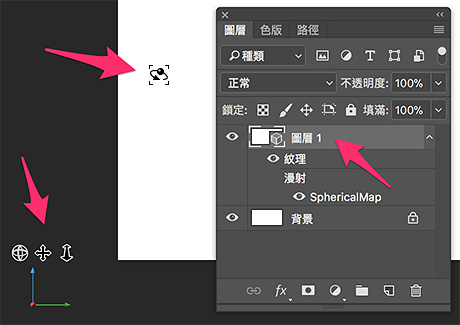 圖層 色版 路徑
種類
正常 不透明度: 100%
鎖定: 填滿: 100%
圖層 1
紋理
漫射
SphericalMap
背景
fx